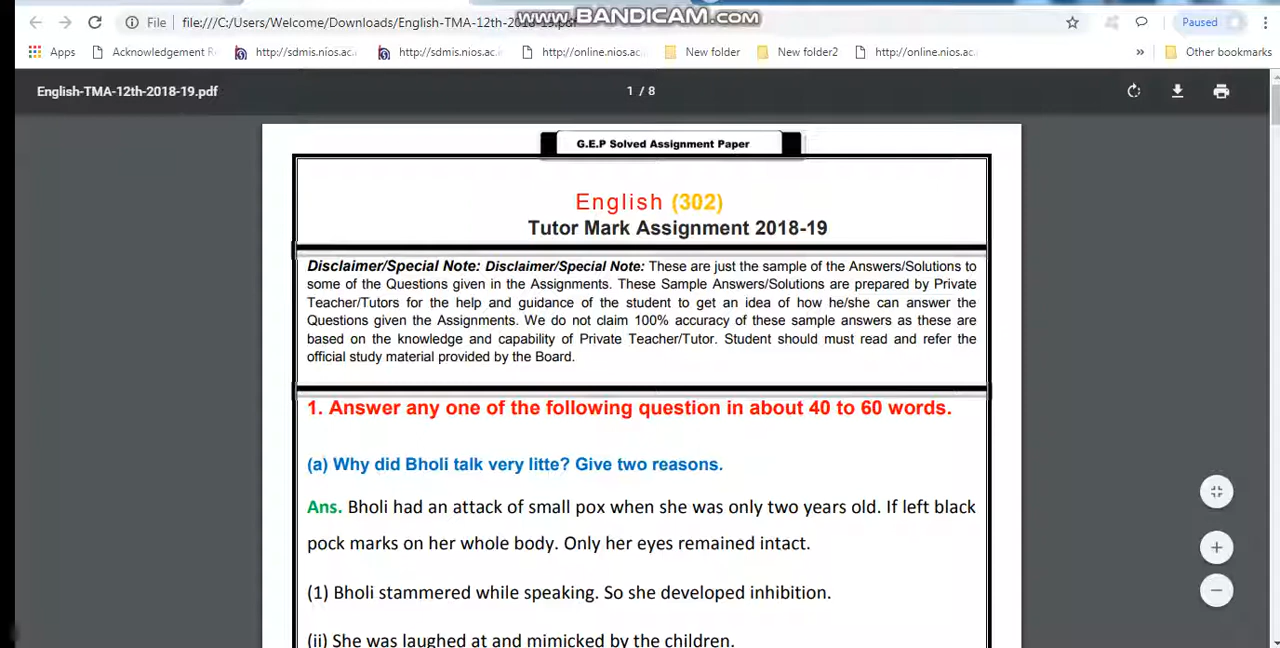 www.BANDICAM.com
File
file:///C:/Users/Welcome/Downloads/English-TMA-12th-2018-19.pdf
Paused
Apps
Acknowledgement R
http://sdmis.nios.ac.i
http://sdmis.nios.ac.i
http://online.nios.ac.
New folder
New folder2
http://online.nios.ac.
»
Other bookmarks
English-TMA-12th-2018-19.pdf
1 / 8
G.E.P Solved Assignment Paper
English (302)
Tutor Mark Assignment 2018-19
Disclaimer/Special Note: Disclaimer/Special Note: These are just the sample of the Answers/Solutions to
some of the Questions given in the Assignments. These Sample Answers/Solutions are prepared by Private
Teacher/Tutors for the help and guidance of the student to get an idea of how he/she can answer the
Questions given the Assignments. We do not claim 100% accuracy of these sample answers as these are
based on the knowledge and capability of Private Teacher/Tutor. Student should must read and refer the
official study material provided by the Board.
1. Answer any one of the following question in about 40 to 60 words.
(a) Why did Bholi talk very litte? Give two reasons.
Ans. Bholi had an attack of small pox when she was only two years old. If left black
pock marks on her whole body. Only her eyes remained intact.
(1) Bholi stammered while speaking. So she developed inhibition.
(ii) She was laughed at and mimicked by the children.